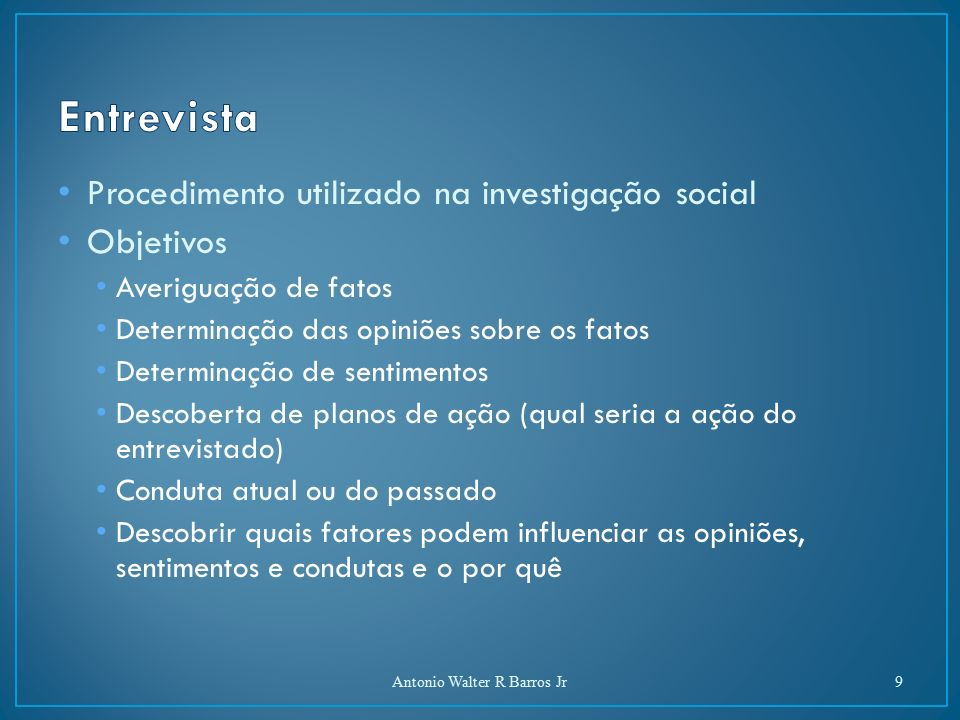 Entrevista
• Procedimento utilizado na investigação social
• Objetivos
• Averiguação de fatos
• Determinação das opiniões sobre os fatos
• Determinação de sentimentos
• Descoberta de planos de ação (qual seria a ação do
entrevistado)
• Conduta atual ou do passado
• Descobrir quais fatores podem influenciar as opiniões,
sentimentos e condutas e o por quê
Antonio Walter R Barros Jr 9